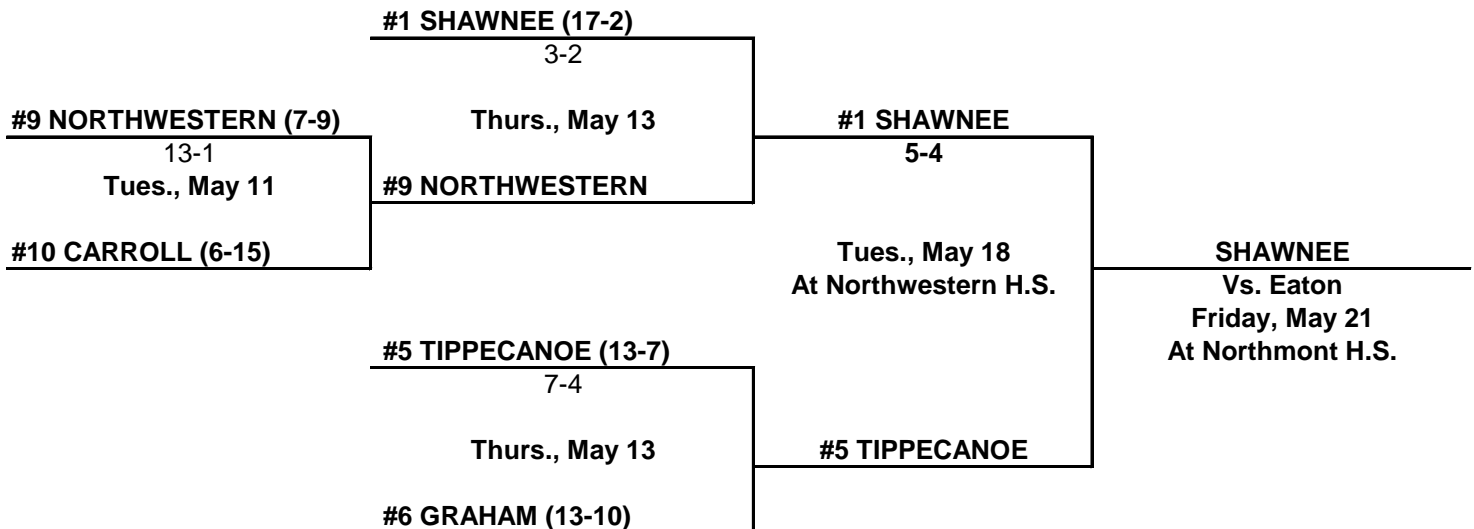 #1 SHAWNEE (17-2)
3-2
#9 NORTHWESTERN (7-9)
Thurs., May 13
#1 SHAWNEE
13-1
5-4
Tues., May 11
#9 NORTHWESTERN
#10 CARROLL (6-15)
Tues., May 18
SHAWNEE
At Northwestern H.S.
Vs. Eaton
Friday, May 21
#5 TIPPECANOE (13-7)
At Northmont H.S.
7-4
Thurs., May 13
#5 TIPPECANOE
#6 GRAHAM (13-10)